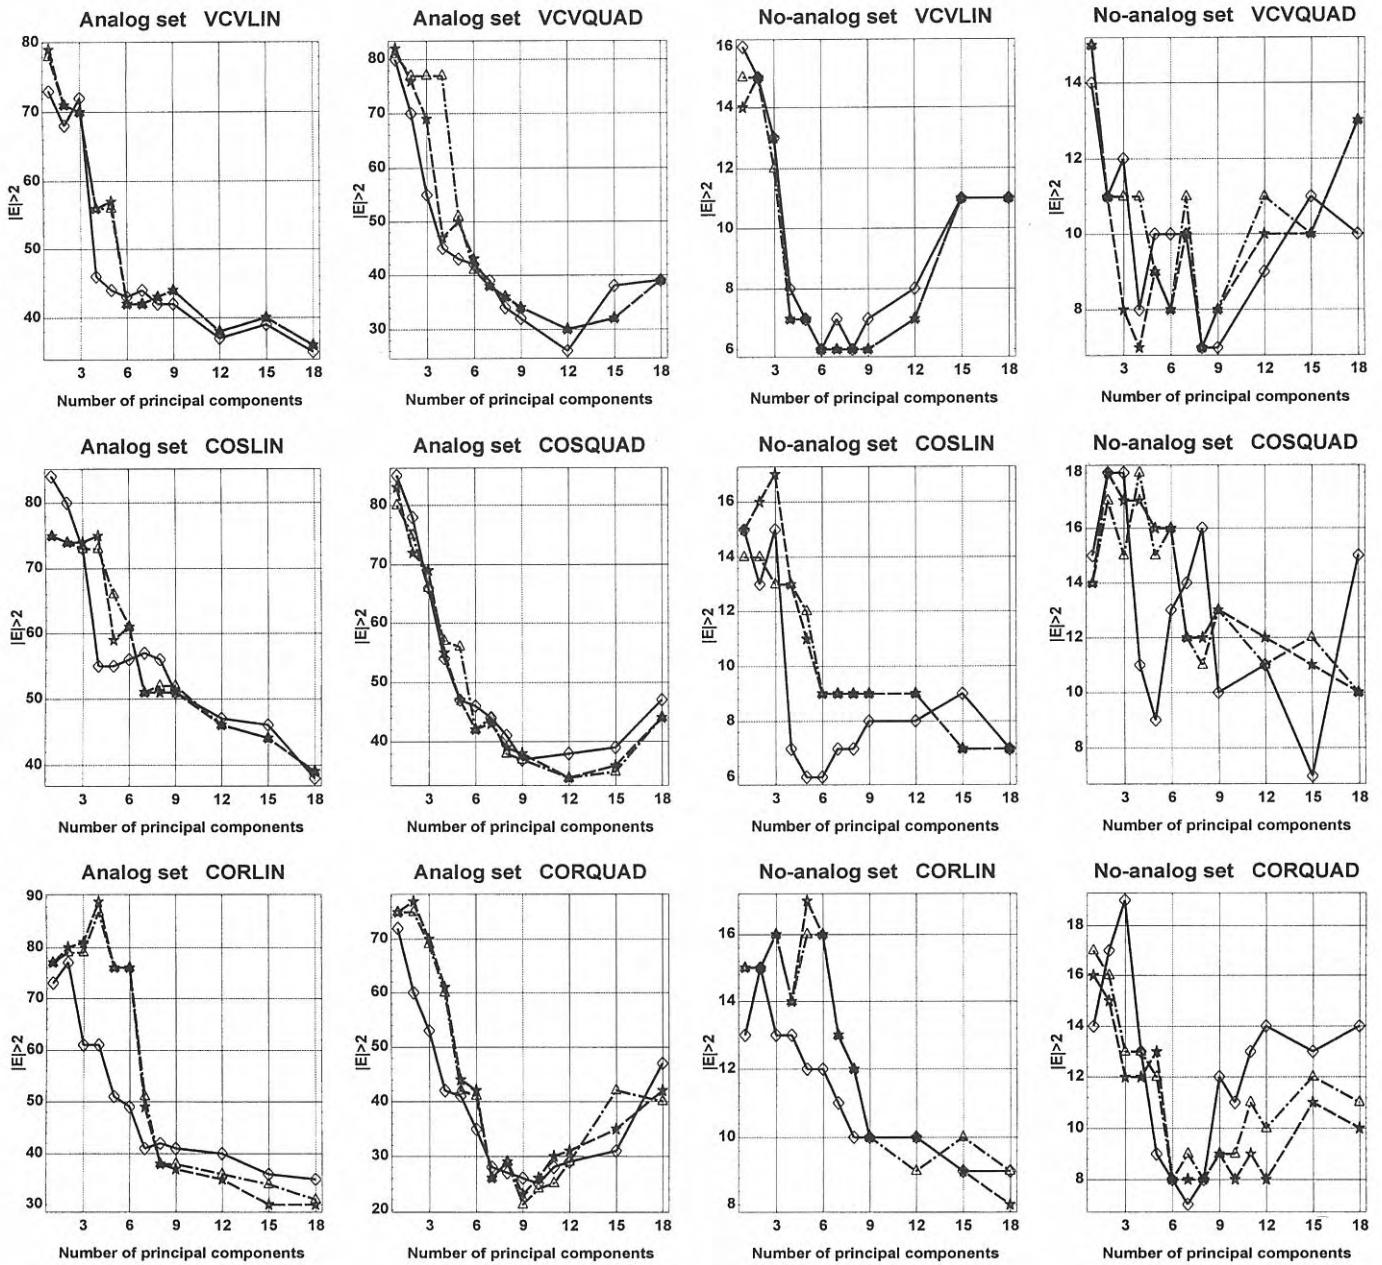 Analog set VCVLIN
80
70
60
50
40
|E|>2
3 6 9 12 15 18
Number of principal components
Analog set VCVQUAD
80
70
60
50
40
30
|E|>2
3 6 9 12 15 18
Number of principal components
No-analog set VCVLIN
16
14
12
10
8
6
|E|>2
3 6 9 12 15 18
Number of principal components
No-analog set VCVQUAD
14
12
10
8
|E|>2
3 6 9 12 15 18
Number of principal components
Analog set COSLIN
80
70
60
50
40
|E|>2
3 6 9 12 15 18
Number of principal components
Analog set COSQUAD
80
70
60
50
40
|E|>2
3 6 9 12 15 18
Number of principal components
No-analog set COSLIN
16
14
12
10
8
6
|E|>2
3 6 9 12 15 18
Number of principal components
No-analog set COSQUAD
18
16
14
12
10
8
|E|>2
3 6 9 12 15 18
Number of principal components
Analog set CORLIN
90
80
70
60
50
40
30
|E|>2
3 6 9 12 15 18
Number of principal components
Analog set CORQUAD
70
60
50
40
30
20
|E|>2
3 6 9 12 15 18
Number of principal components
No-analog set CORLIN
16
14
12
10
8
|E|>2
3 6 9 12 15 18
Number of principal components
No-analog set CORQUAD
18
16
14
12
10
8
|E|>2
3 6 9 12 15 18
Number of principal components